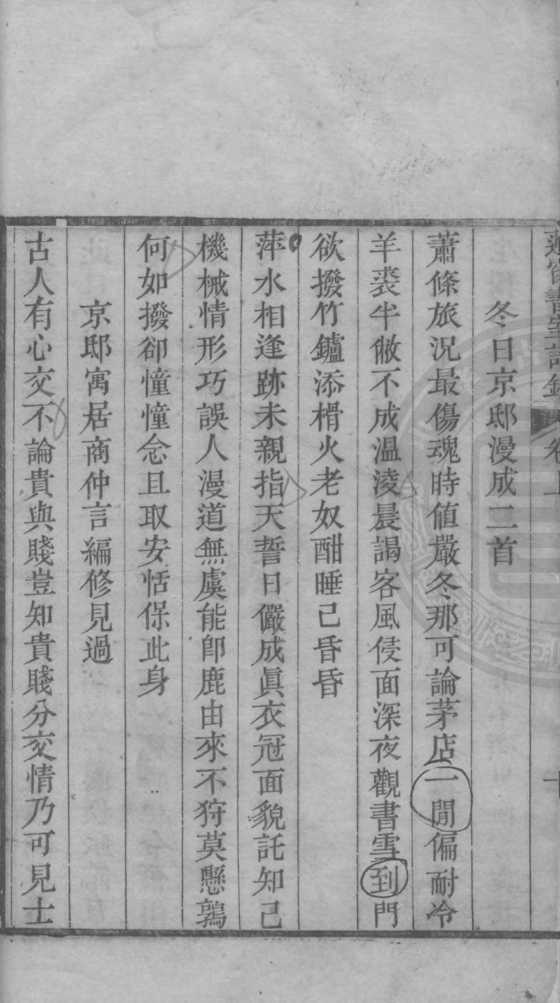 冬日京邸漫成二首
蕭條旅況最傷魂時值嚴冬那可論茅店一閒偏耐冷
羊裘半敝不成溫淩晨謁客風侵面深夜觀書雪到門
欲撥竹鑪添榾火老奴酣睡已昏昏
萍水相逢跡未親指天誓日儼成眞衣冠面貌託知己
機械情形巧誤人漫道無虞能卽鹿由來不狩莫懸鶉
何如撥卻憧憧念且取安恬保此身
京邸寓居商仲言編修見過
古人有心交不論貴與賤豈知貴賤分交情乃可見士